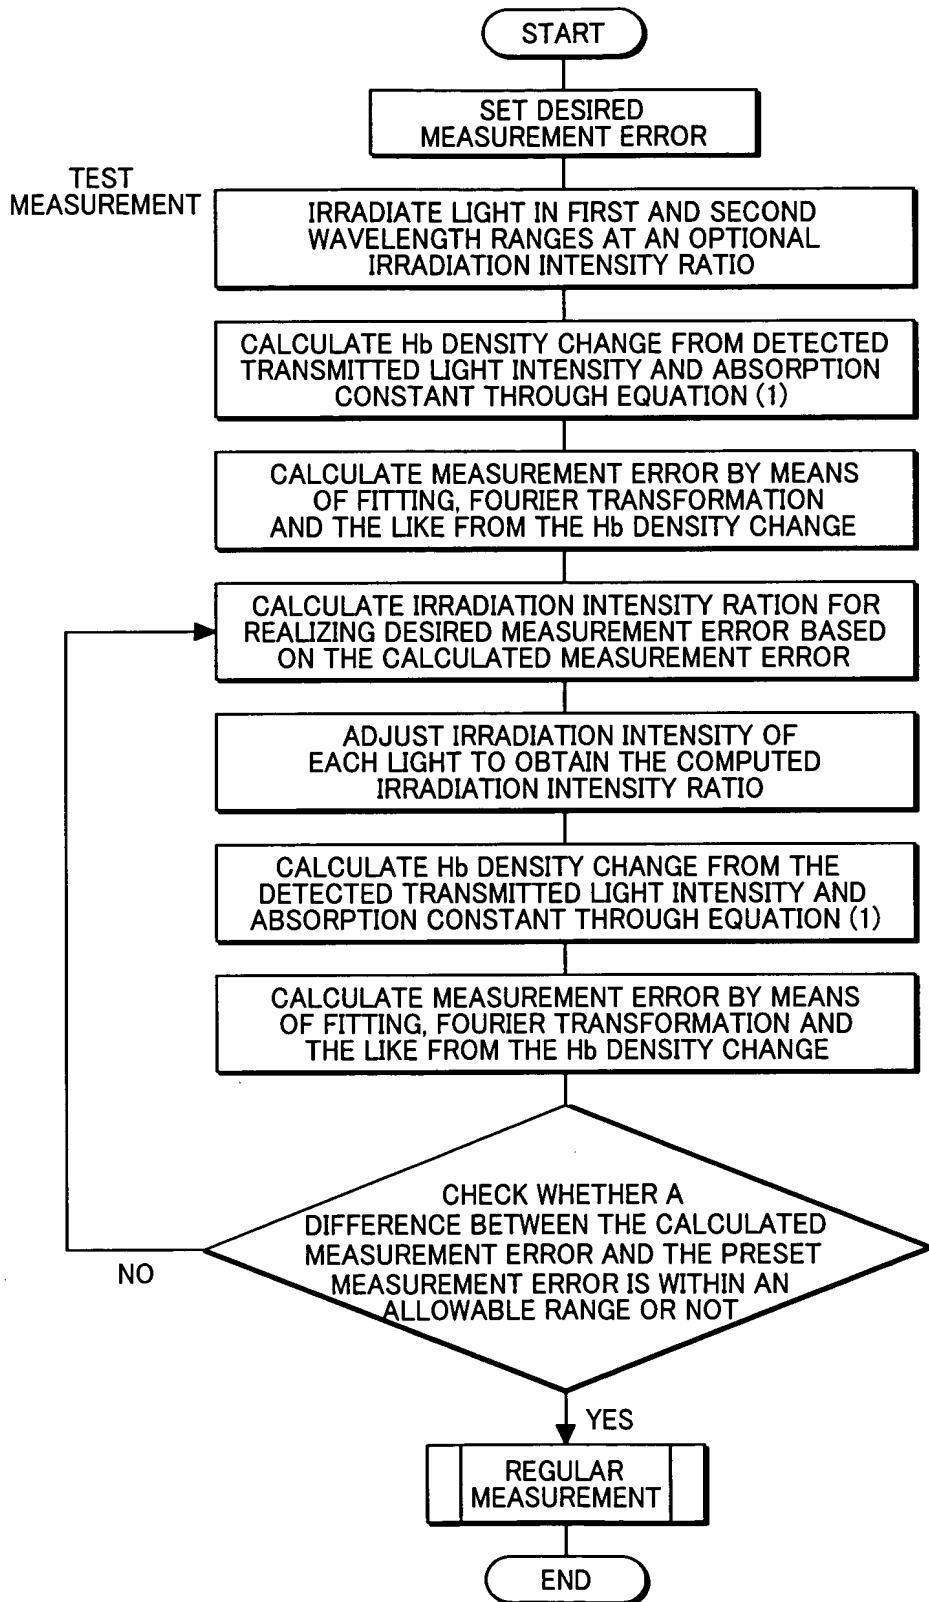 START
SET DESIRED
MEASUREMENT ERROR
TEST
MEASUREMENT
IRRADIATE LIGHT IN FIRST AND SECOND
WAVELENGTH RANGES AT AN OPTIONAL
IRRADIATION INTENSITY RATIO
CALCULATE Hb DENSITY CHANGE FROM DETECTED
TRANSMITTED LIGHT INTENSITY AND ABSORPTION
CONSTANT THROUGH EQUATION (1)
CALCULATE MEASUREMENT ERROR BY MEANS
OF FITTING, FOURIER TRANSFORMATION
AND THE LIKE FROM THE Hb DENSITY CHANGE
CALCULATE IRRADIATION INTENSITY RATION FOR
REALIZING DESIRED MEASUREMENT ERROR BASED
ON THE CALCULATED MEASUREMENT ERROR
ADJUST IRRADIATION INTENSITY OF
EACH LIGHT TO OBTAIN THE COMPUTED
IRRADIATION INTENSITY RATIO
CALCULATE Hb DENSITY CHANGE FROM THE
DETECTED TRANSMITTED LIGHT INTENSITY AND
ABSORPTION CONSTANT THROUGH EQUATION (1)
CALCULATE MEASUREMENT ERROR BY MEANS
OF FITTING, FOURIER TRANSFORMATION AND
THE LIKE FROM THE Hb DENSITY CHANGE
CHECK WHETHER A
DIFFERENCE BETWEEN THE CALCULATED
MEASUREMENT ERROR AND THE PRESET
MEASUREMENT ERROR IS WITHIN AN
ALLOWABLE RANGE OR NOT
NO
YES
REGULAR
MEASUREMENT
END